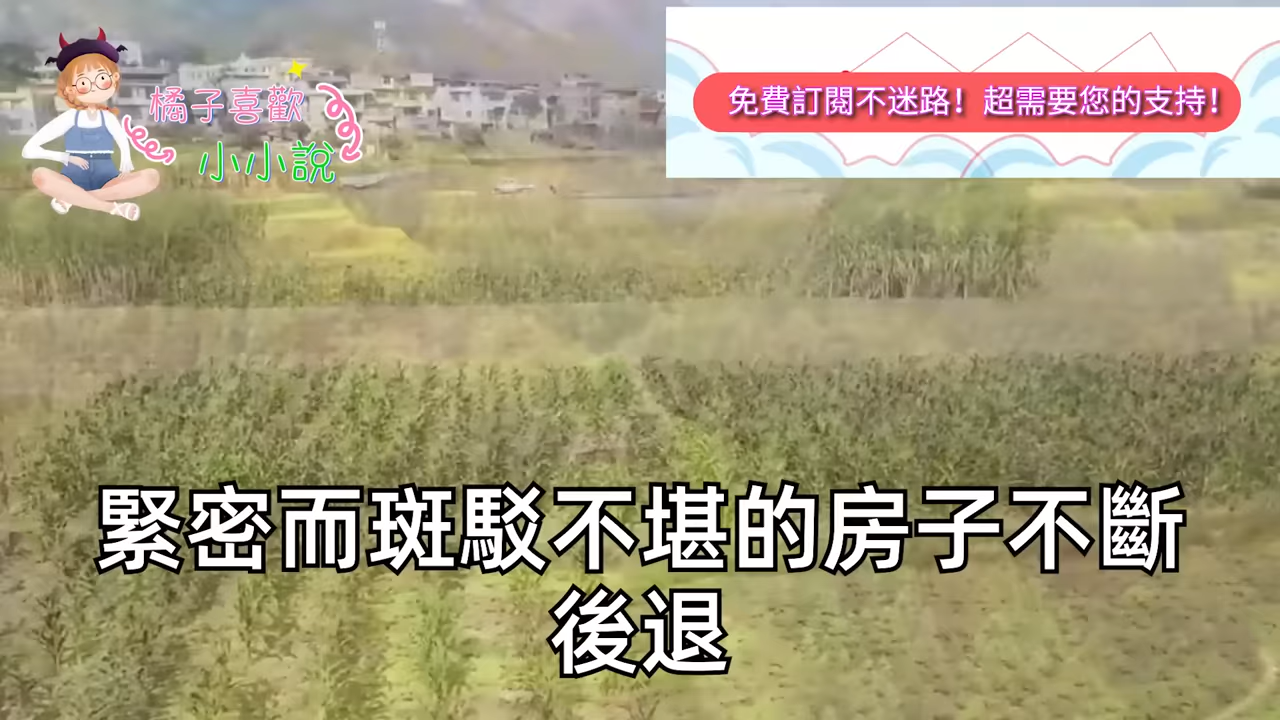 橘子喜歡
小小說
免費訂閱不迷路！超需要您的支持！
緊密而斑駁不堪的房子不斷
後退